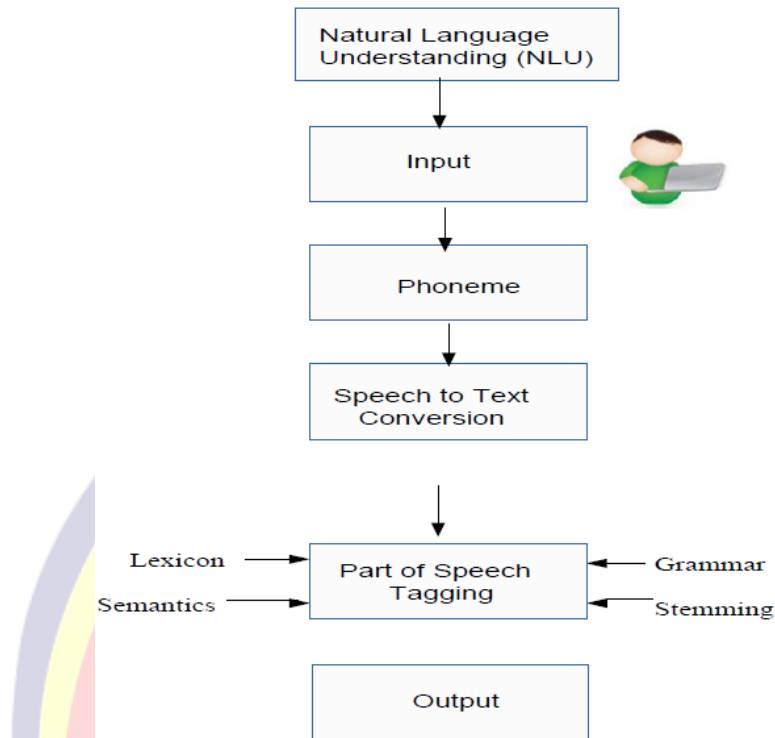 Natural Language
Understanding (NLU)
Input
Phoneme
Speech to Text
Conversion
Lexicon
Semantics
Part of Speech
Tagging
Grammar
Stemming
Output